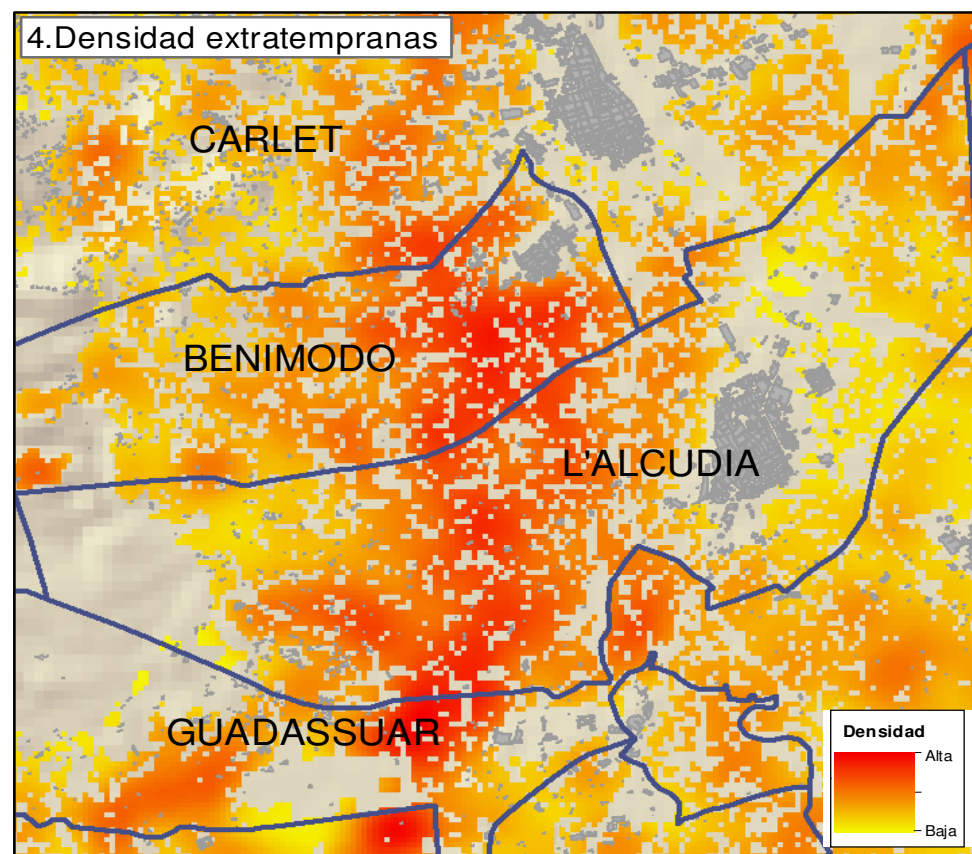 4.Densidad extratempranas
CARLET
BENIMODO
L'ALCUDIA
GUADASSUAR
Densidad
Alta
Baja